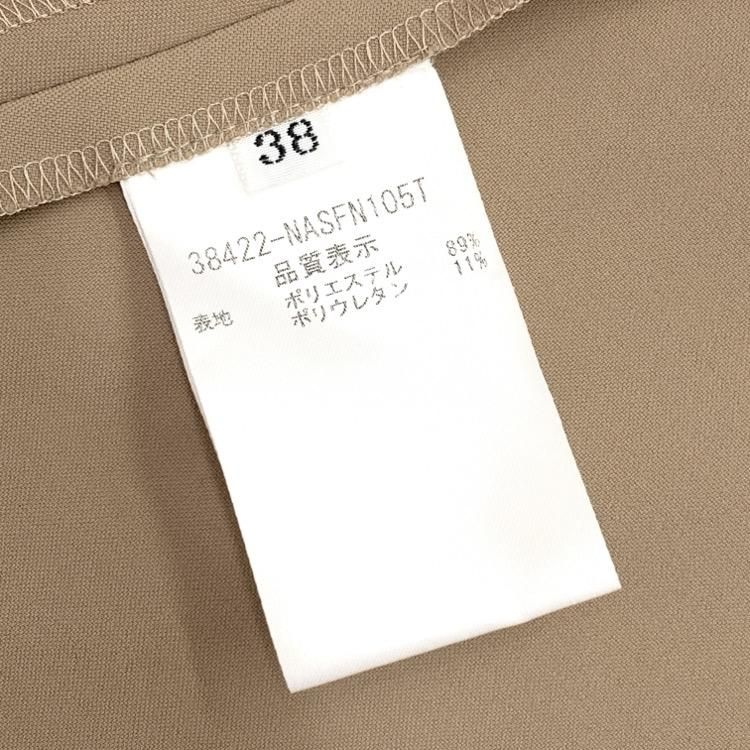 38
38422-NASFN105T
品質表示
表地 ポリエステル 89%
ポリウレタン 11%